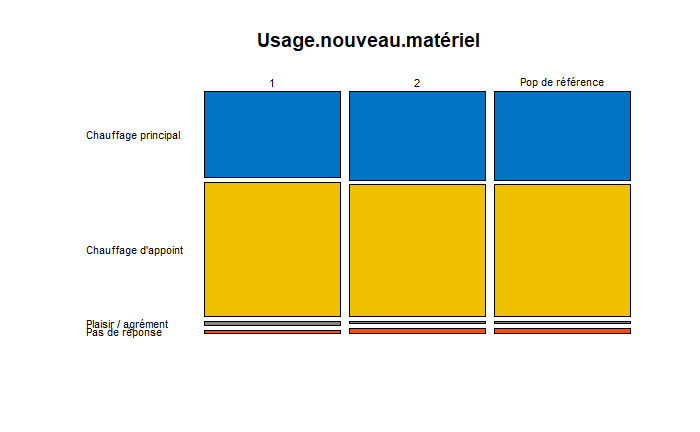 Usage.nouveau.matériel
1 2 Pop de référence
Chauffage principal
Chauffage d'appoint
Plaisir / agrément
Pas de réponse